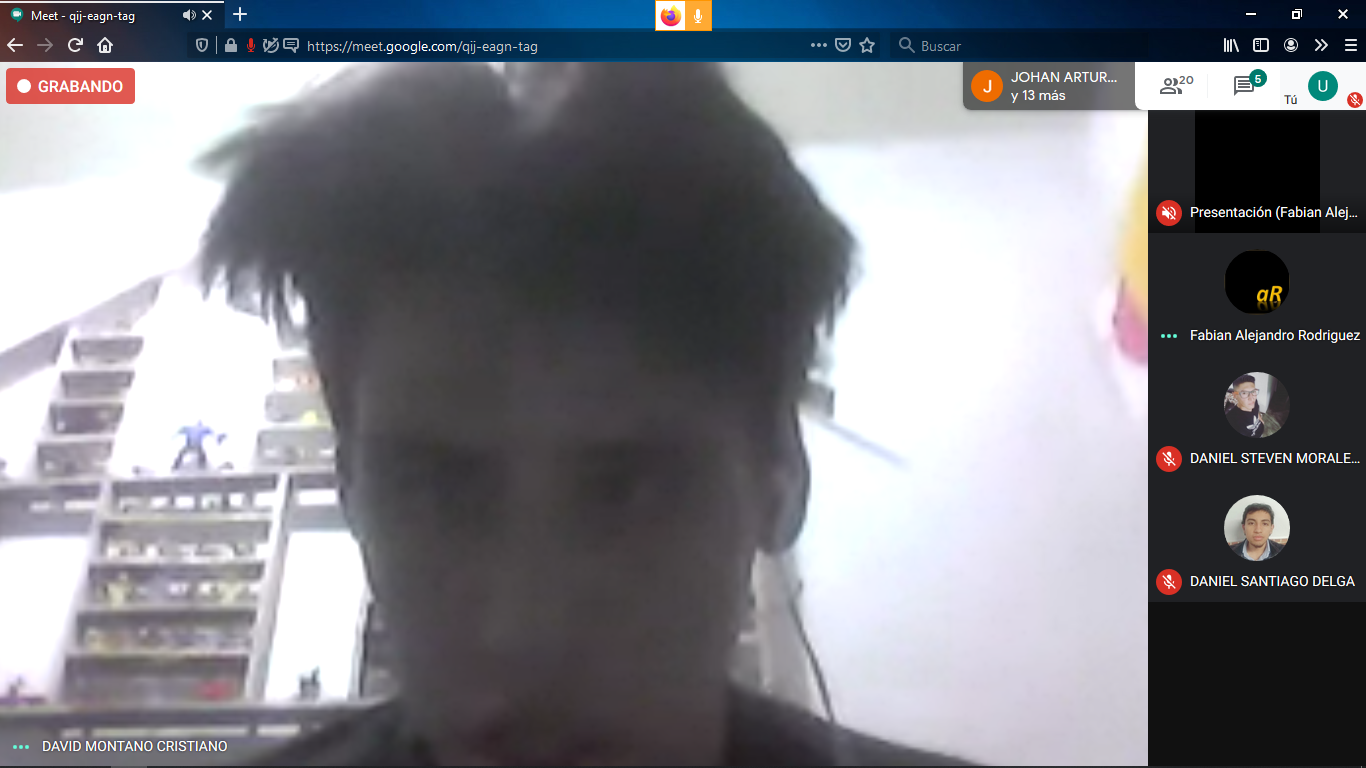 Meet - qij-eagn-tag
https://meet.google.com/qij-eagn-tag
Buscar
GRABANDO
J
JOHAN ARTUR...
y 13 más
20
5
Tú
U
Presentación (Fabian Alej...
aR
Fabian Alejandro Rodriguez
DANIEL STEVEN MORALE...
DANIEL SANTIAGO DELGA
DAVID MONTANO CRISTIANO